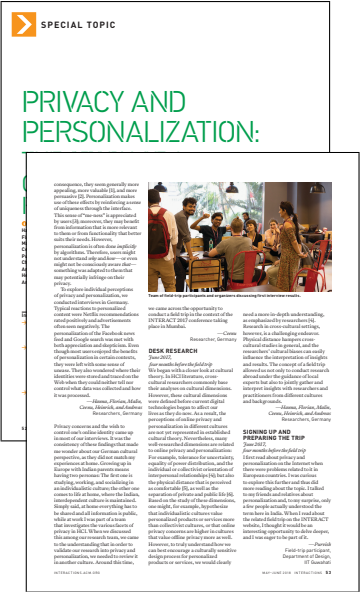 SPECIAL TOPIC
PRIVACY AND
PERSONALIZATION:
consequence, they seem generally more
appealing, more valuable [1], and more
persuasive [2]. Personalization makes
use of these effects by reinforcing a sense
of uniqueness through the interface.
This sense of "me-ness" is appreciated
by users [3]; moreover, they may benefit
from information that is more relevant
to them or from functionality that better
suits their needs. However,
personalization is often done implicitly
by algorithms. Therefore, users might
not understand why and how—or even
might not be consciously aware that—
something was adapted to them that
may potentially infringe on their
privacy.
To explore individual perceptions
of privacy and personalization, we
conducted interviews in Germany.
Typical reactions to personalized
content were Netflix recommendations
rated positively and advertisements
often seen negatively. The
personalization of the Facebook news
feed and Google search was met with
both appreciation and skepticism. Even
though most users enjoyed the benefits
of personalization in certain contexts,
they were left with some sense of
unease. They also wondered where their
identities were stored and traced on the
Web when they could neither tell nor
control what data was collected and how
it was processed.
—Hanna, Florian, Malin,
Ceenu, Heinrich, and Andreas
Researchers, Germany
Privacy concerns and the wish to
control one's online identity came up
in most of our interviews. It was the
consistency of these findings that made
me wonder about our German cultural
perspective, as they did not match my
experiences at home. Growing up in
Europe with Indian parents means
having two personas: The first one is
studying, working, and socializing in
an individualistic culture; the other one
comes to life at home, where the Indian,
interdependent culture is maintained.
Simply said, at home everything has to
be shared and all information is public,
while at work I was part of a team
that investigates the various facets of
privacy in HCI. When we discussed
this among our research team, we came
to the understanding that in order to
validate our research into privacy and
personalization, we needed to review it
in another culture. Around this time,
Team of field-trip participants and organizers discussing first interview results.
we came across the opportunity to
conduct a field trip in the context of the
INTERACT 2017 conference taking
place in Mumbai.
—Ceenu
Researcher, Germany
DESK RESEARCH
June 2017,
four months before the field trip
We began with a closer look at cultural
theory. In HCI literature, cross-
cultural researchers commonly base
their analyses on cultural dimensions.
However, these cultural dimensions
were defined before current digital
technologies began to affect our
lives as they do now. As a result, the
perceptions of online privacy and
personalization in different cultures
are not yet represented in established
cultural theory. Nevertheless, many
well-researched dimensions are related
to online privacy and personalization:
For example, tolerance for uncertainty,
equality of power distribution, and the
individual or collectivist orientation of
interpersonal relationships [4]; but also
the physical distance that is perceived
as comfortable [5], as well as the
separation of private and public life [6].
Based on the study of these dimensions,
one might, for example, hypothesize
that individualistic cultures value
personalized products or services more
than collectivist cultures, or that online
privacy concerns are higher in cultures
that value offline privacy more as well.
However, to truly understand how we
can best encourage a culturally sensitive
design process for personalized
products or services, we would clearly
need a more in-depth understanding,
as emphasized by researchers [4].
Research in cross-cultural settings,
however, is a challenging endeavor.
Physical distance hampers cross-
cultural studies in general, and the
researchers' cultural biases can easily
influence the interpretation of insights
and results. The concept of a field trip
allowed us not only to conduct research
abroad under the guidance of local
experts but also to jointly gather and
interpret insights with researchers and
practitioners from different cultures
and backgrounds.
—Hanna, Florian, Malin,
Ceenu, Heinrich, and Andreas
Researchers, Germany
SIGNING UP AND
PREPARING THE TRIP
June 2017,
four months before the field trip
I first read about privacy and
personalization on the Internet when
there were problems related to it in
European countries. I was curious
to explore this further and thus did
more reading about the topic. I talked
to my friends and relatives about
personalization and, to my surprise, only
a few people actually understood the
term here in India. When I read about
the related field trip on the INTERACT
website, I thought it would be an
interesting opportunity to delve deeper,
and I was eager to be part of it.
—Parvish
Field-trip participant,
Department of Design,
IIT Guwahati
INTERACTIONS.ACM.ORG
MAY–JUNE 2018 INTERACTIONS 53